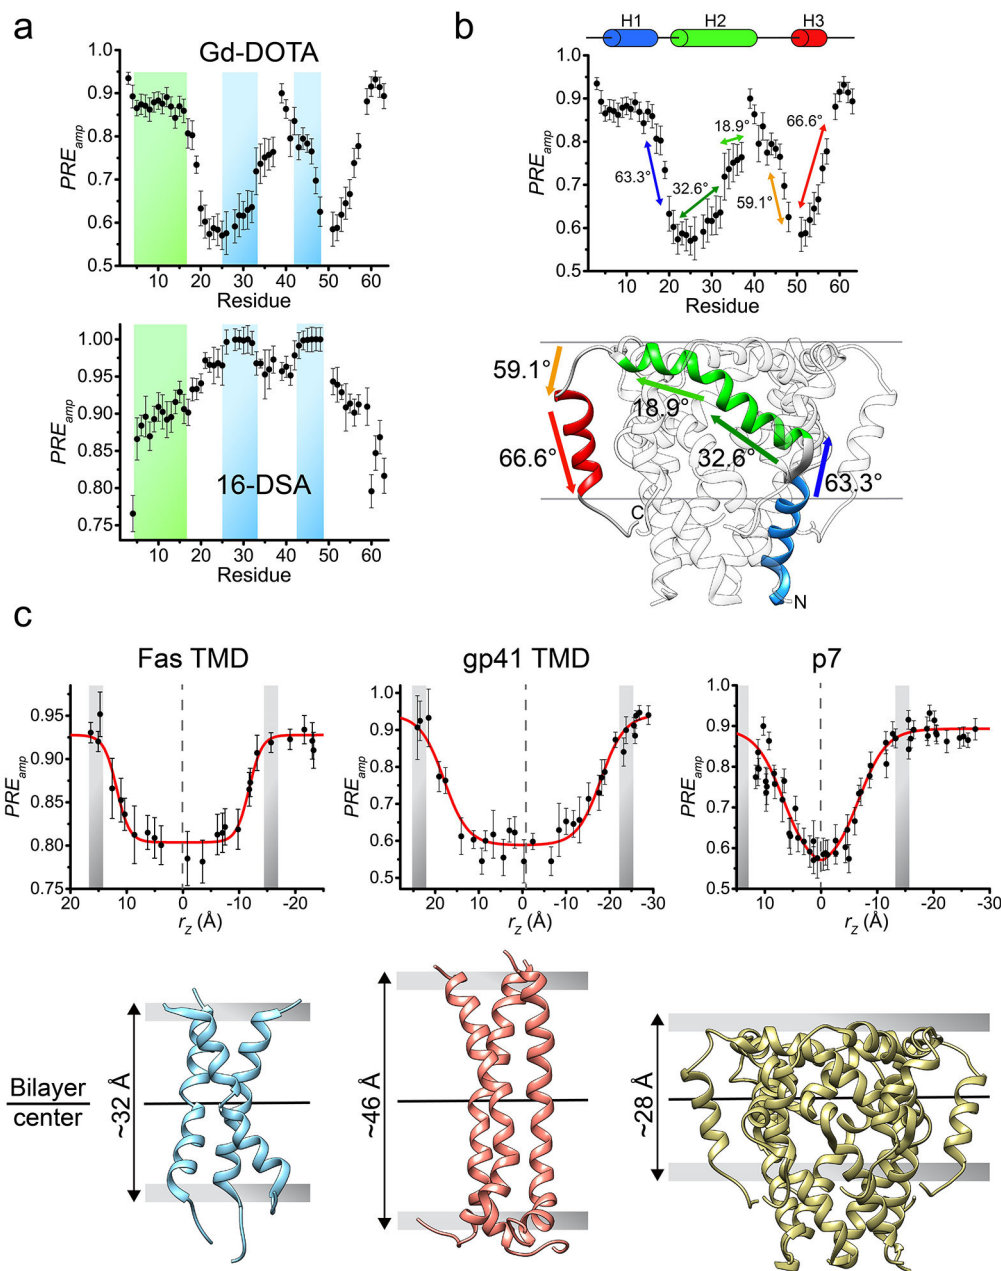 a
Gd-DOTA
PREamp
1.0
0.9
0.8
0.7
0.6
0.5
0 10 20 30 40 50 60
Residue
PREamp
1.00
0.95
0.90
0.85
0.80
0.75
16-DSA
0 10 20 30 40 50 60
Residue
b
H1 H2 H3
PREamp
1.0
0.9
0.8
0.7
0.6
0.5
18.9° 66.6°
63.3° 32.6° 59.1°
0 10 20 30 40 50 60
Residue
59.1°
18.9°
66.6° 32.6° 63.3°
C
N
c
Fas TMD
PREamp
0.95
0.90
0.85
0.80
0.75
20 10 0 -10 -20
rZ (Å)
gp41 TMD
PREamp
1.0
0.9
0.8
0.7
0.6
0.5
20 10 0 -10 -20 -30
rZ (Å)
p7
PREamp
1.0
0.9
0.8
0.7
0.6
0.5
10 0 -10 -20 -30
rZ (Å)
Bilayer
center
~32 Å
~46 Å
~28 Å